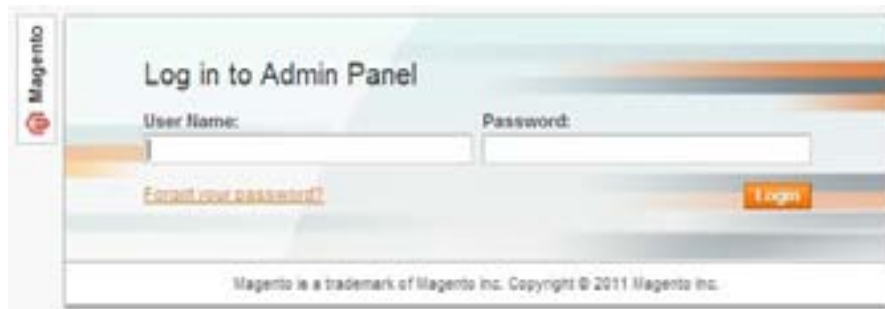 Magento
Log in to Admin Panel
User Name:
Password:
Forgot your password?
Login
Magento is a trademark of Magento Inc. Copyright © 2011 Magento Inc.